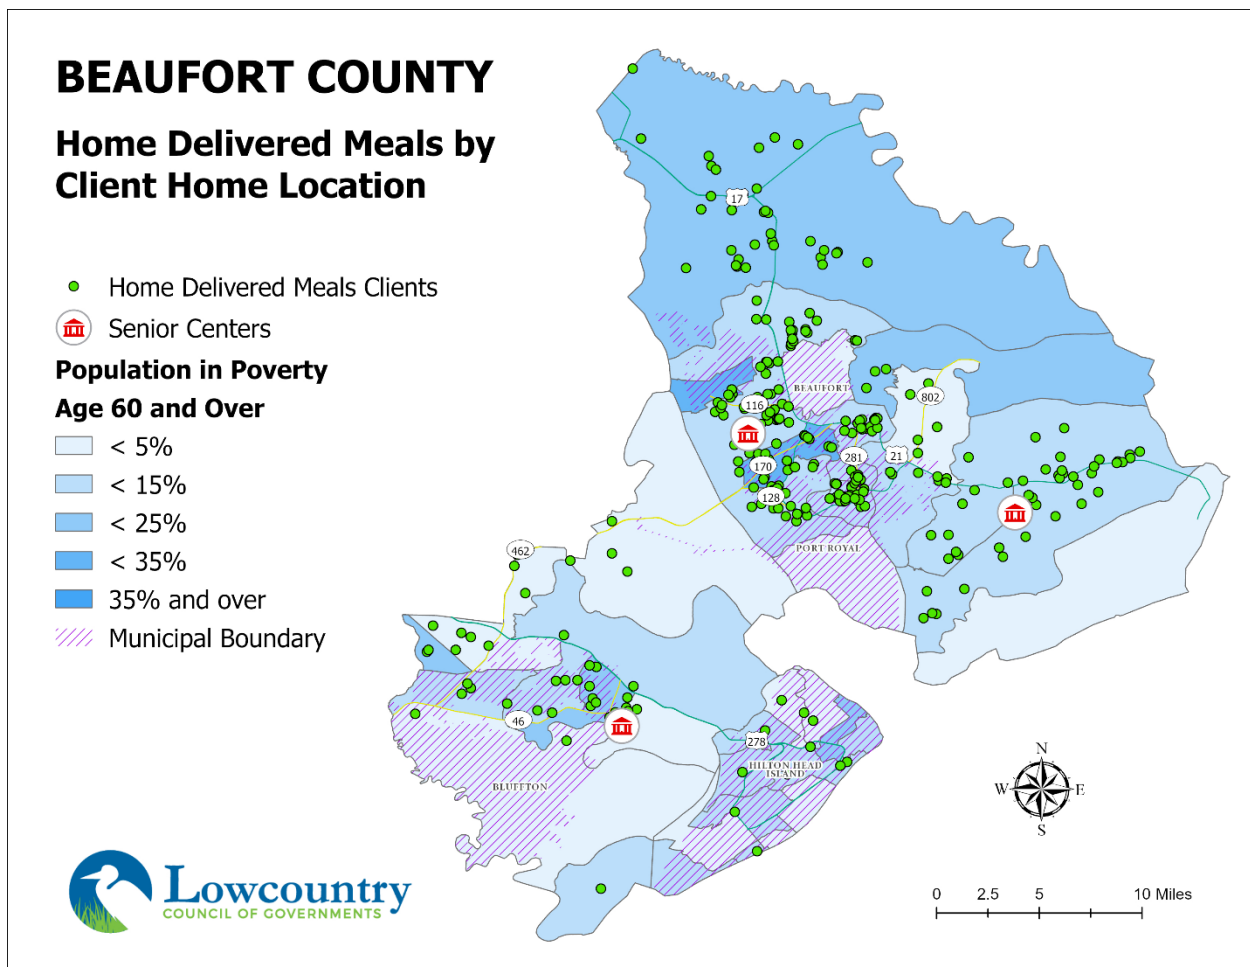 BEAUFORT COUNTY
Home Delivered Meals by
Client Home Location
Home Delivered Meals Clients
Senior Centers
Population in Poverty
Age 60 and Over
< 5%
< 15%
< 25%
< 35%
35% and over
Municipal Boundary
17
BEAUFORT
116
802
170
281
21
128
462
PORT ROYAL
46
278
HILTON HEAD
ISLAND
BLUFFTON
N
W E
S
Lowcountry
COUNCIL OF GOVERNMENTS
0 2.5 5 10 Miles